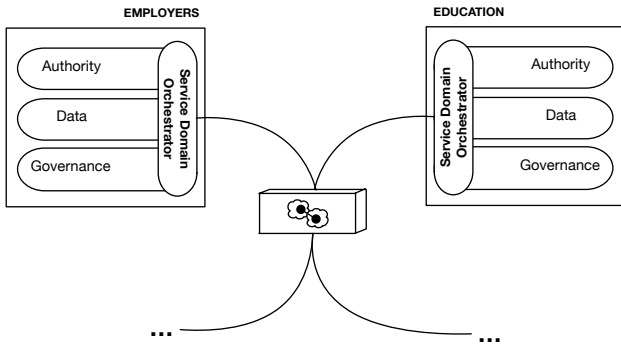 EMPLOYERS
Authority
Data
Governance
Service Domain
Orchestrator
EDUCATION
Service Domain
Orchestrator
Authority
Data
Governance
...
...